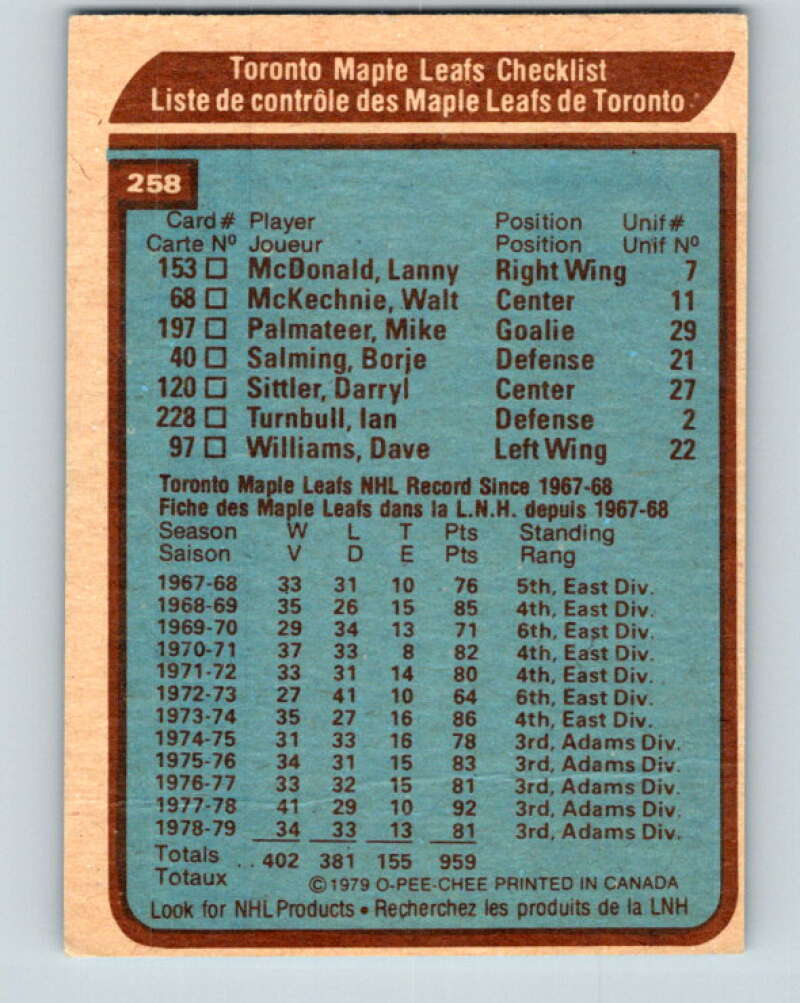 Toronto Maple Leafs Checklist
Liste de contrôle des Maple Leafs de Toronto
258
Card # Player Position Unif #
Carte Nº Joueur Position Unif Nº
153 □ McDonald, Lanny Right Wing 7
68 □ McKechnie, Walt Center 11
197 □ Palmateer, Mike Goalie 29
40 □ Salming, Borje Defense 21
120 □ Sittler, Darryl Center 27
228 □ Turnbull, Ian Defense 2
97 □ Williams, Dave Left Wing 22
Toronto Maple Leafs NHL Record Since 1967-68
Fiche des Maple Leafs dans la L.N.H. depuis 1967-68
Season W L T Pts Standing
Saison V D E Pts Rang
1967-68 33 31 10 76 5th, East Div.
1968-69 35 26 15 85 4th, East Div.
1969-70 29 34 13 71 6th, East Div.
1970-71 37 33 8 82 4th, East Div.
1971-72 33 31 14 80 4th, East Div.
1972-73 27 41 10 64 6th, East Div.
1973-74 35 27 16 86 4th, East Div.
1974-75 31 33 16 78 3rd, Adams Div.
1975-76 34 31 15 83 3rd, Adams Div.
1976-77 33 32 15 81 3rd, Adams Div.
1977-78 41 29 10 92 3rd, Adams Div.
1978-79 34 33 13 81 3rd, Adams Div.
Totals .. 402 381 155 959
Totaux
© 1979 O-PEE-CHEE PRINTED IN CANADA
Look for NHL Products • Recherchez les produits de la LNH